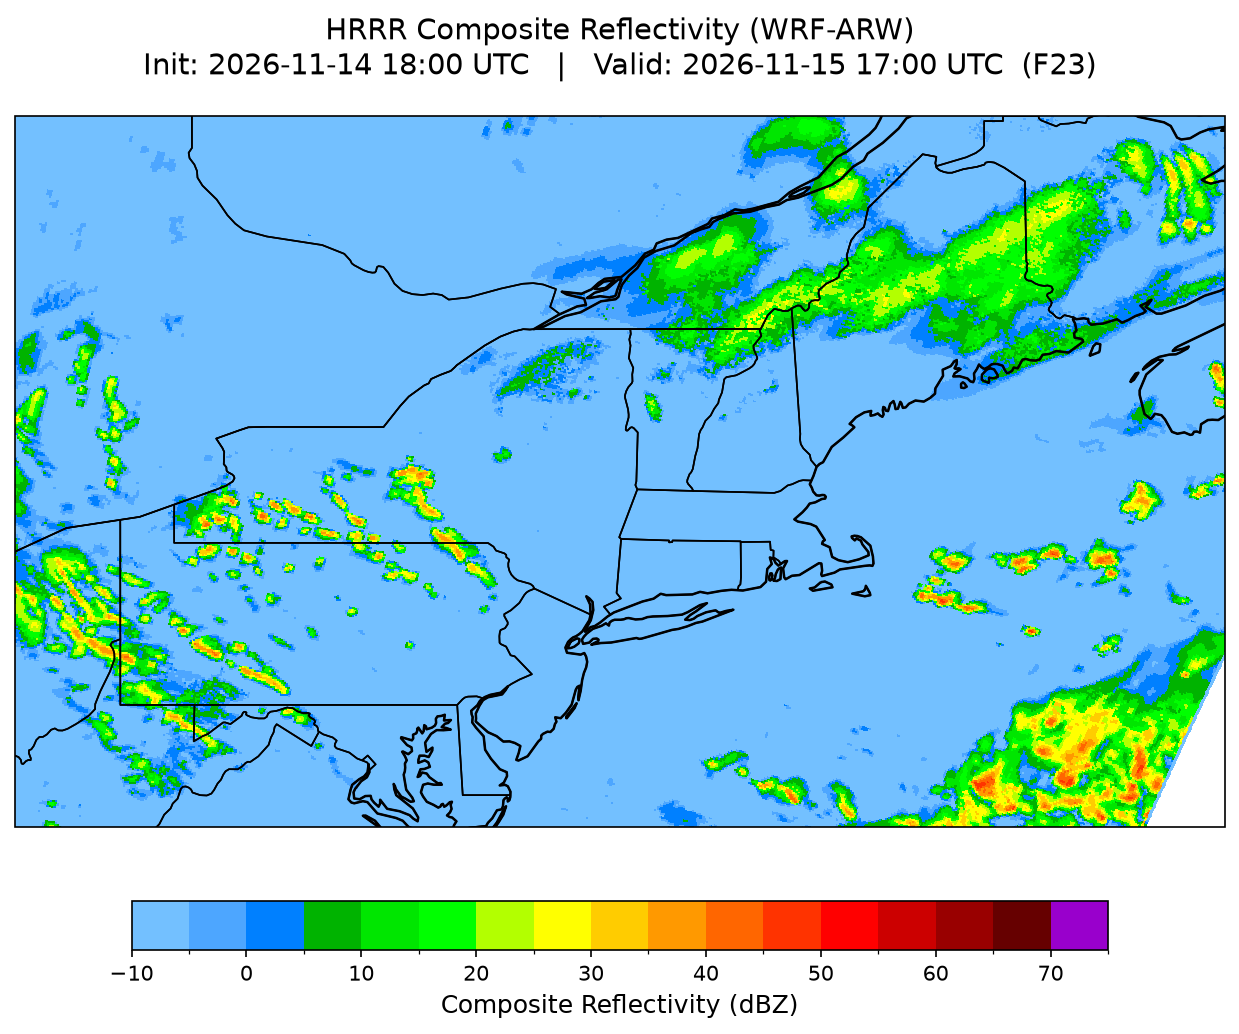 HRRR Composite Reflectivity (WRF-ARW)
Init: 2026-11-14 18:00 UTC   |   Valid: 2026-11-15 17:00 UTC  (F23)
−10 0 10 20 30 40 50 60 70
Composite Reflectivity (dBZ)